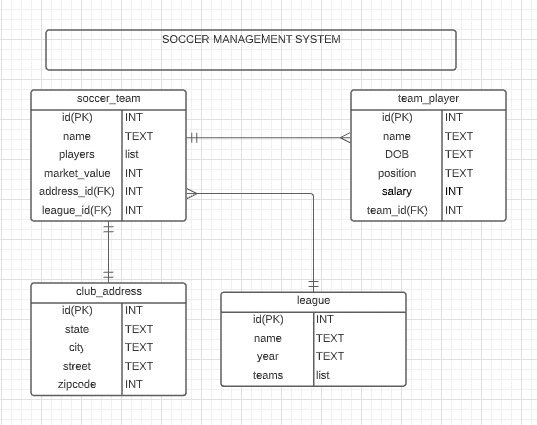 SOCCER MANAGEMENT SYSTEM
soccer_team
id(PK) INT
name TEXT
players list
market_value INT
address_id(FK) INT
league_id(FK) INT
team_player
id(PK) INT
name TEXT
DOB TEXT
position TEXT
salary INT
team_id(FK) INT
club_address
id(PK) INT
state TEXT
city TEXT
street TEXT
zipcode INT
league
id(PK) INT
name TEXT
year TEXT
teams list